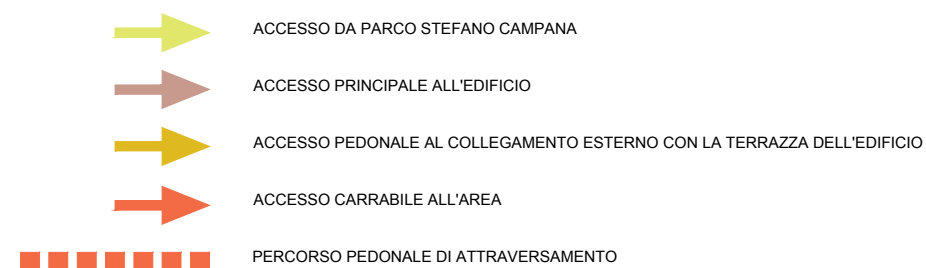 ACCESSO DA PARCO STEFANO CAMPANA
ACCESSO PRINCIPALE ALL'EDIFICIO
ACCESSO PEDONALE AL COLLEGAMENTO ESTERNO CON LA TERRAZZA DELL'EDIFICIO
ACCESSO CARRABILE ALL'AREA
PERCORSO PEDONALE DI ATTRAVERSAMENTO